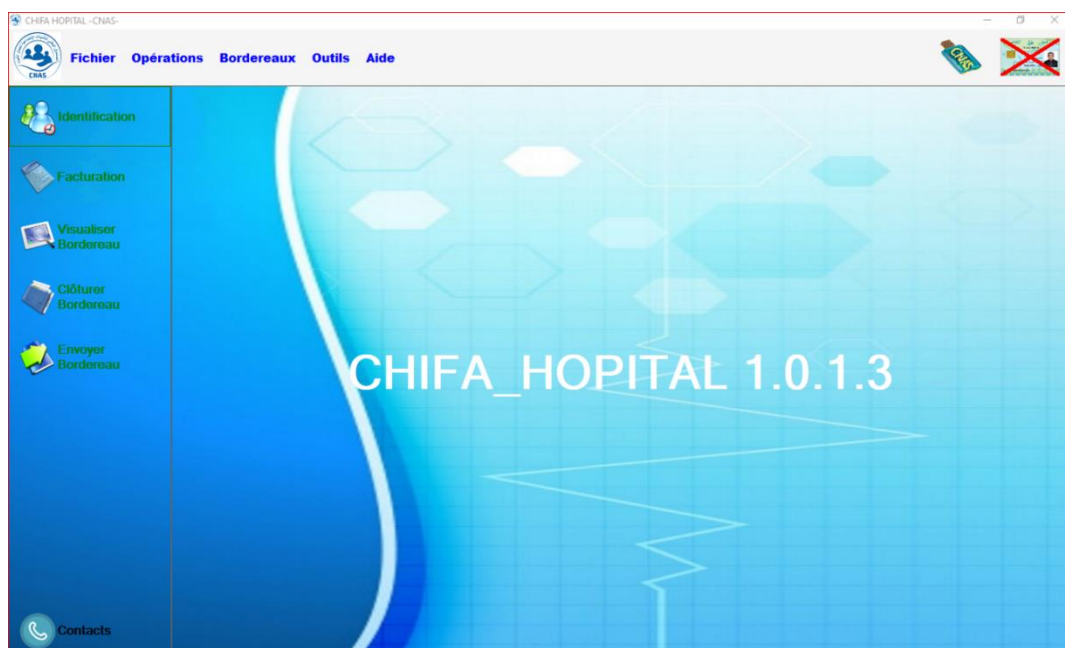 CHIFA HOPITAL -CNAS-
CNAS
Fichier Opérations Bordereaux Outils Aide
CNAS
Identification
Facturation
Visualiser
Bordereau
Clôturer
Bordereau
Envoyer
Bordereau
CHIFA_HOPITAL 1.0.1.3
Contacts